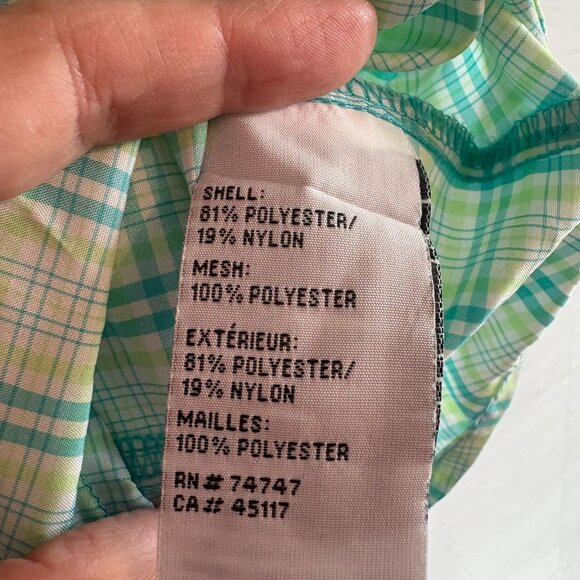 SHELL:
81% POLYESTER/
19% NYLON
MESH:
100% POLYESTER
EXTÉRIEUR:
81% POLYESTER/
19% NYLON
MAILLES:
100% POLYESTER
RN# 74747
CA# 45117